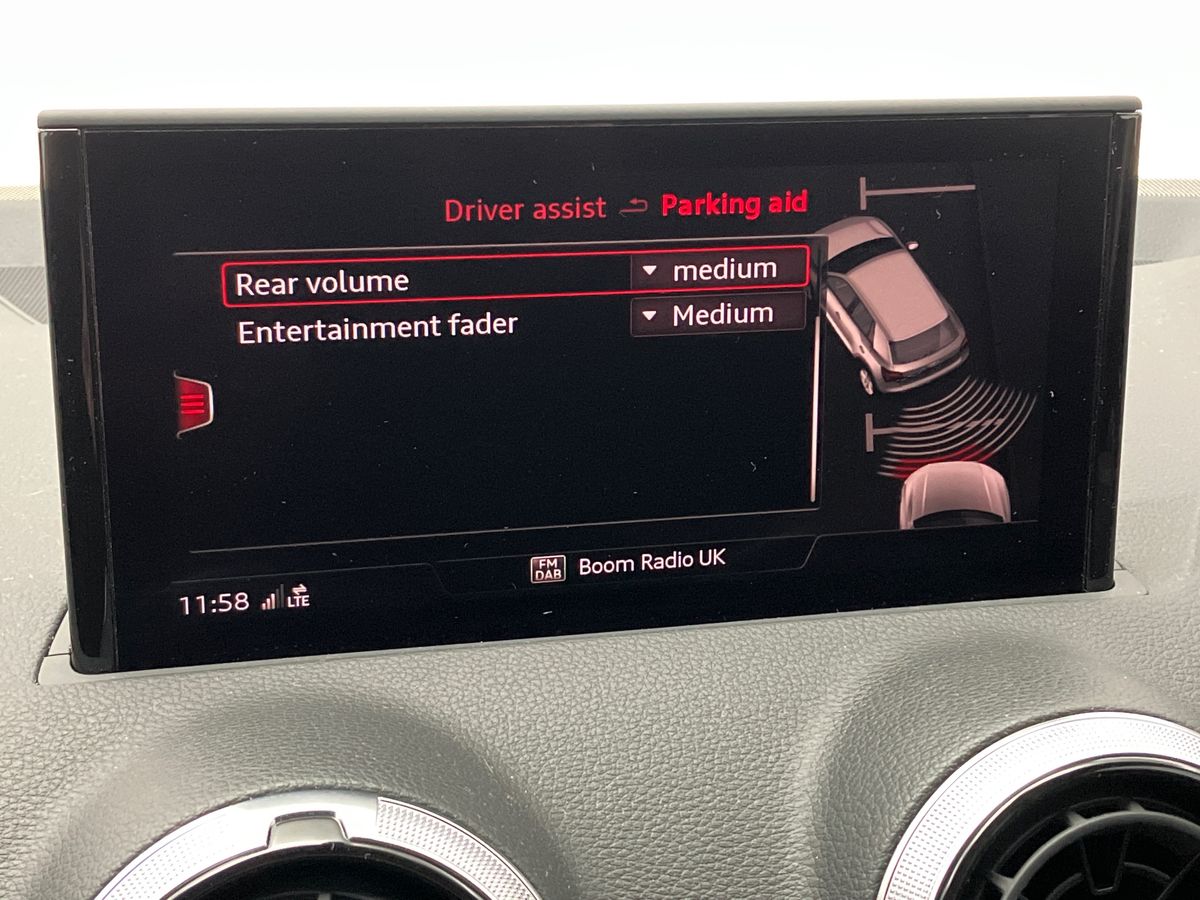 Driver assist Parking aid
Rear volume medium
Entertainment fader Medium
FM DAB Boom Radio UK
11:58 LTE